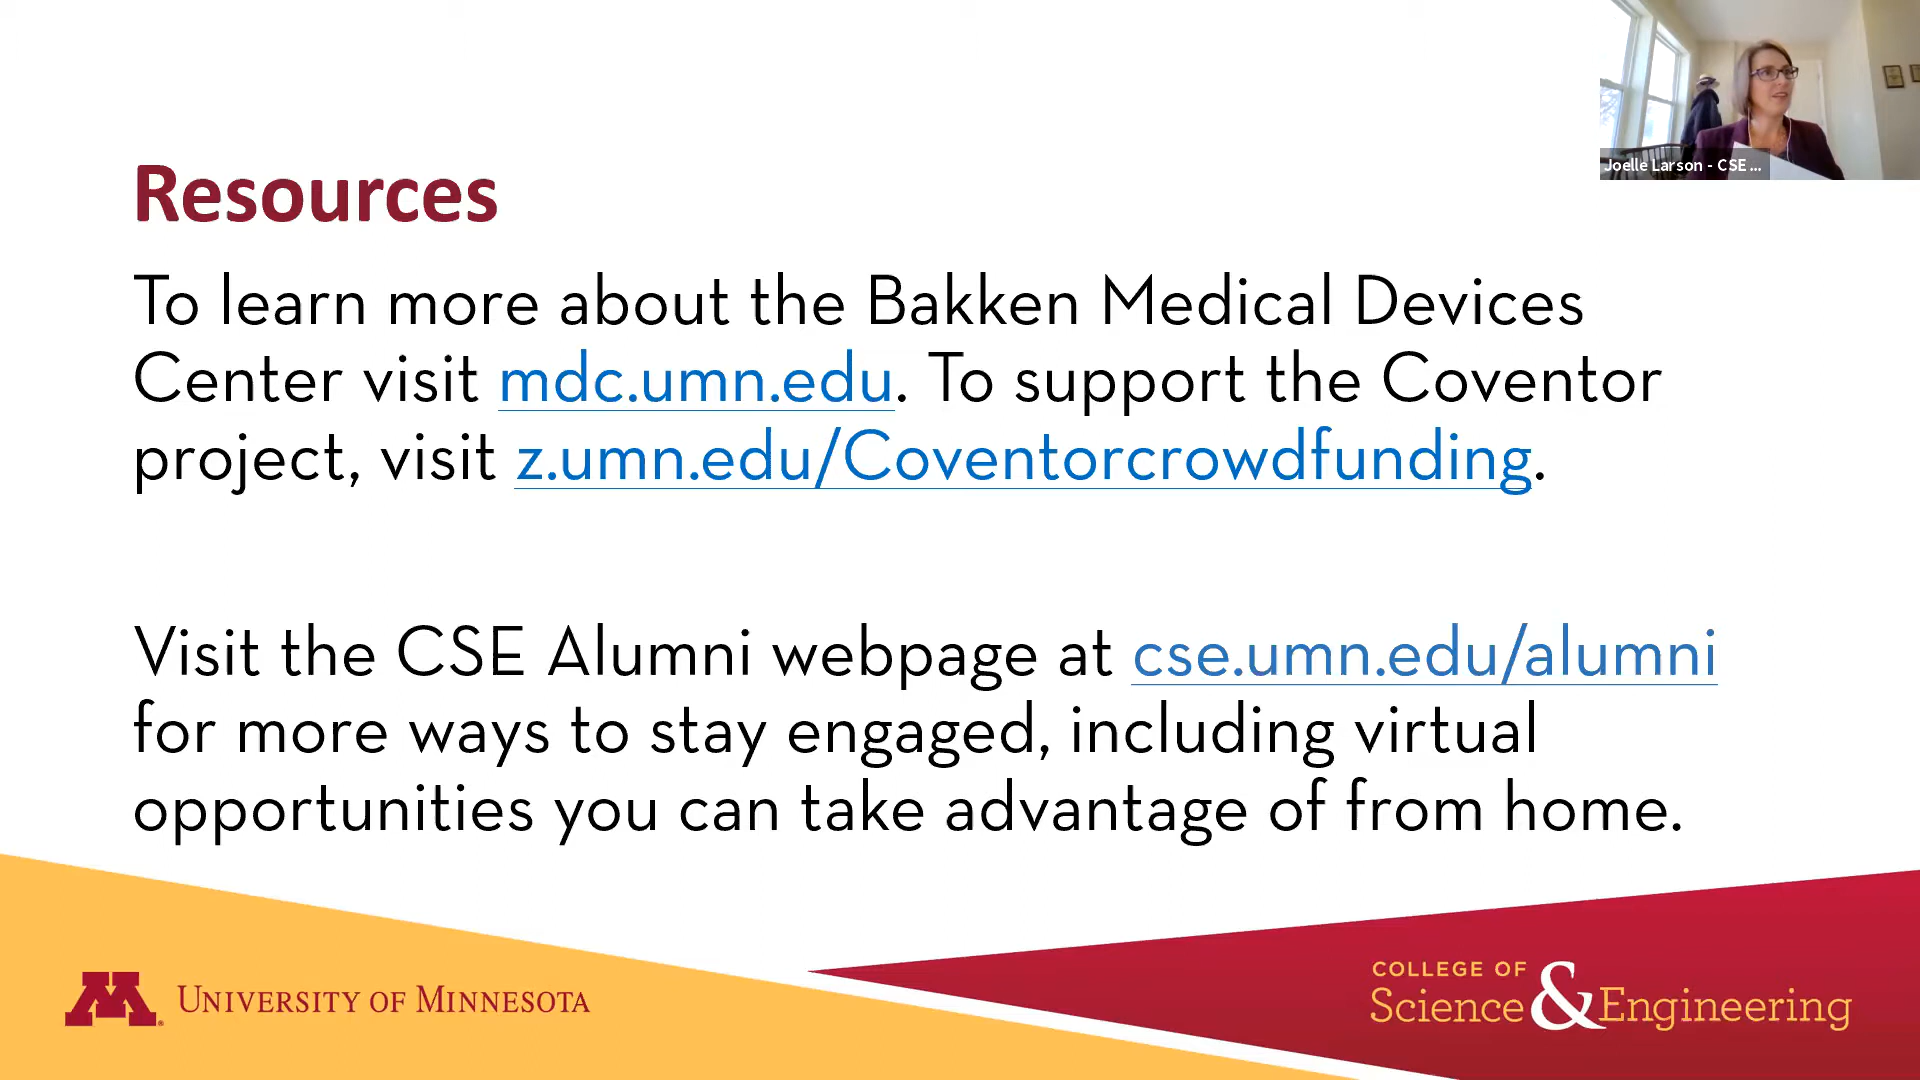 Joelle Larson - CSE ...
Resources
To learn more about the Bakken Medical Devices
Center visit mdc.umn.edu. To support the Coventor
project, visit z.umn.edu/Coventorcrowdfunding.
Visit the CSE Alumni webpage at cse.umn.edu/alumni
for more ways to stay engaged, including virtual
opportunities you can take advantage of from home.
M
UNIVERSITY OF MINNESOTA
COLLEGE OF
Science & Engineering